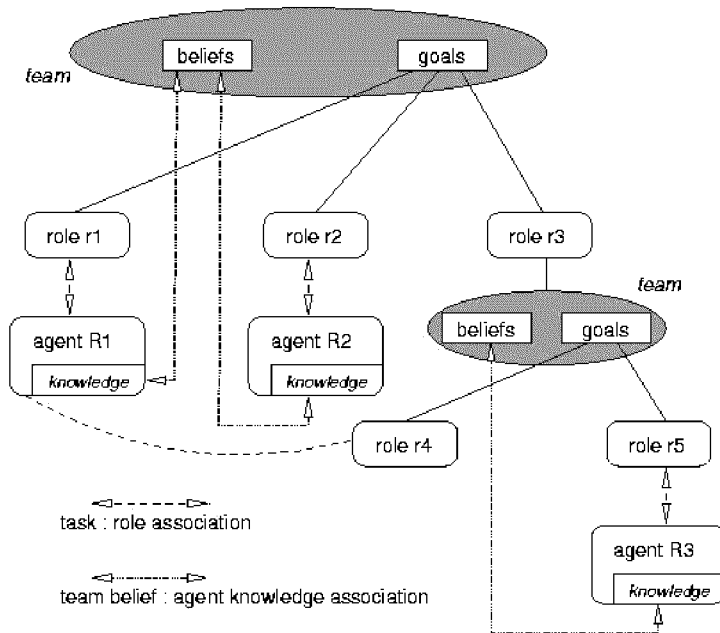 beliefs
goals
team
role r1
role r2
role r3
team
agent R1
knowledge
agent R2
knowledge
beliefs
goals
role r4
role r5
task : role association
agent R3
knowledge
team belief : agent knowledge association